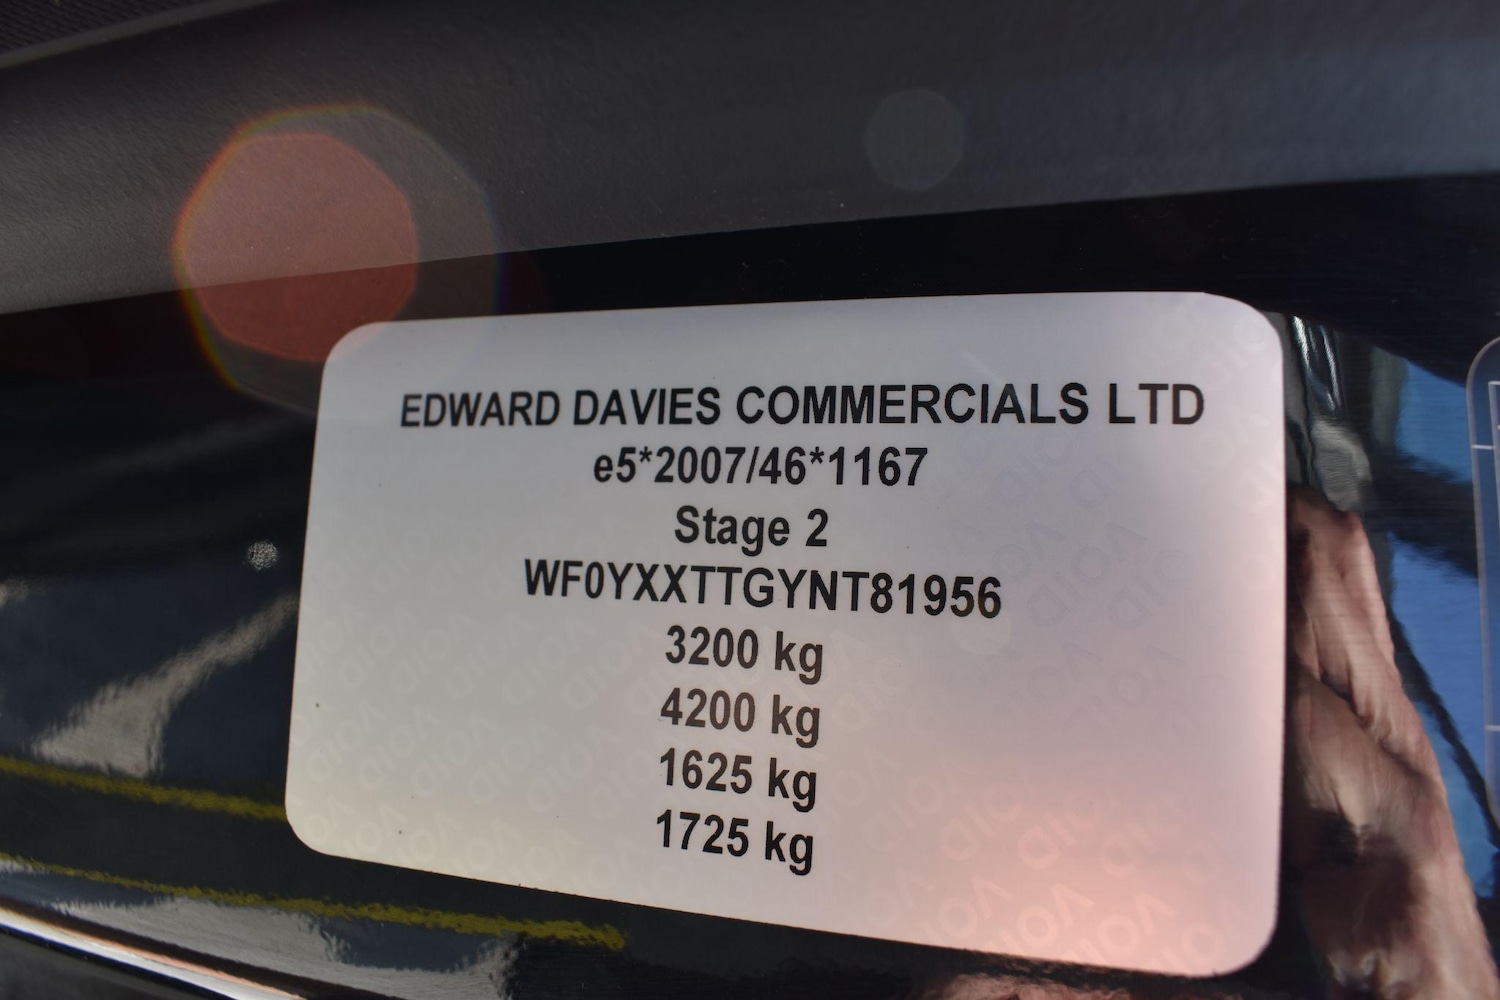 EDWARD DAVIES COMMERCIALS LTD
e5*2007/46*1167
Stage 2
WF0YXXTTGYNT81956
3200 kg
4200 kg
1625 kg
1725 kg